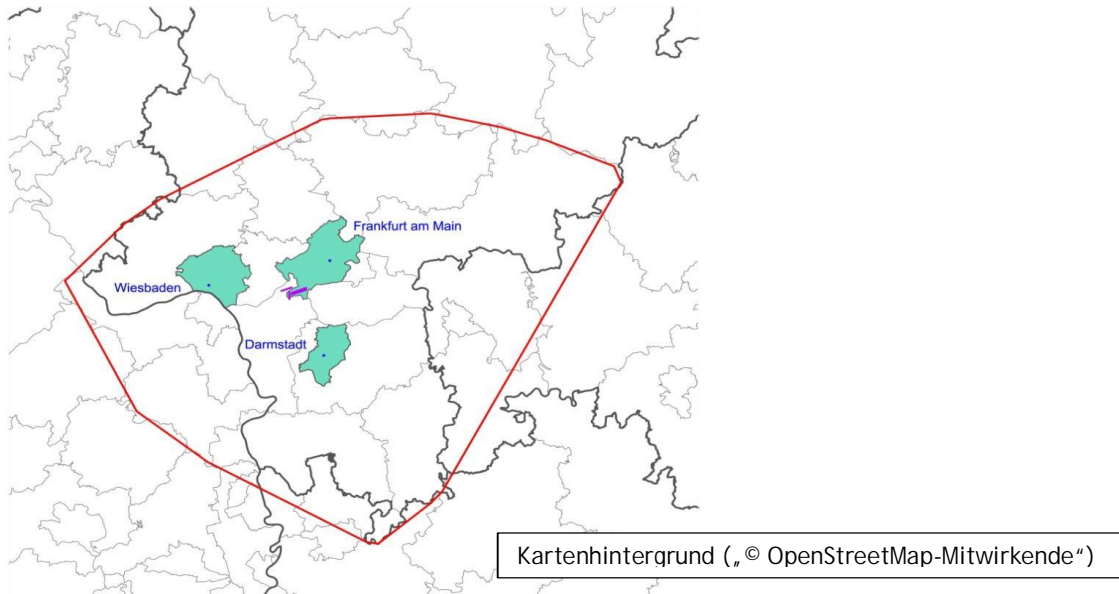 Frankfurt am Main
Wiesbaden
Darmstadt
Kartenhintergrund („© OpenStreetMap-Mitwirkende“)